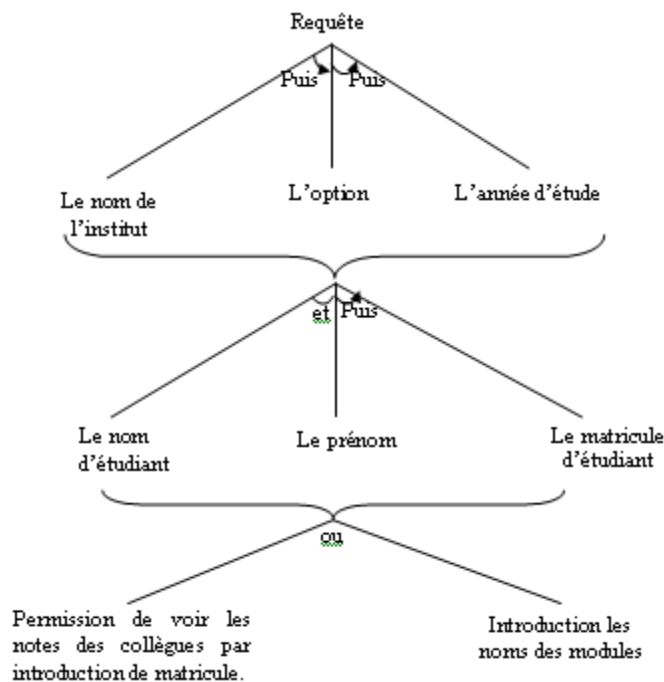 Requête
Puis Puis
Le nom de
l'institut
L'option
L'année d'étude
et Puis
Le nom
d'étudiant
Le prénom
Le matricule
d'étudiant
ou
Permission de voir les
notes des collègues par
introduction de matricule.
Introduction les
noms des modules